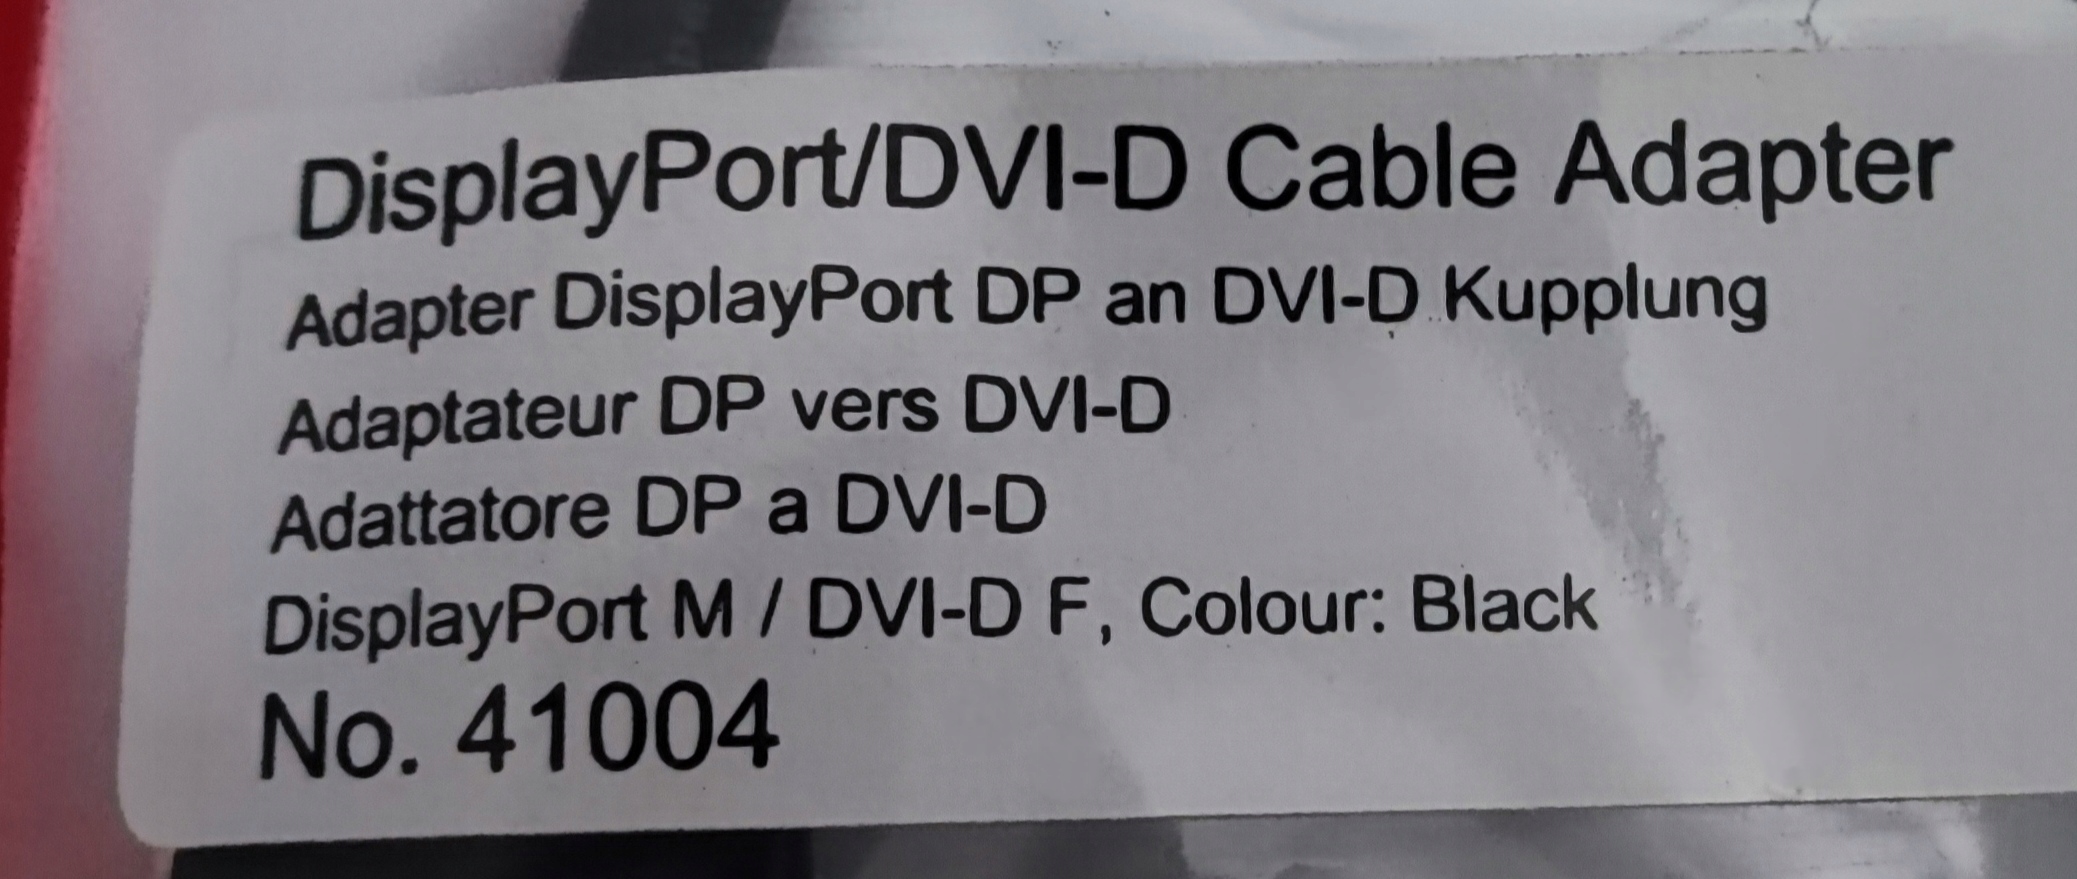 DisplayPort/DVI-D Cable Adapter
Adapter DisplayPort DP an DVI-D Kupplung
Adaptateur DP vers DVI-D
Adattatore DP a DVI-D
DisplayPort M / DVI-D F, Colour: Black
No. 41004